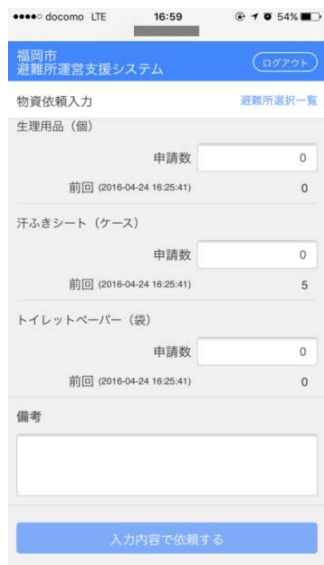 docomo LTE 16:59 54%
福岡市
避難所運営支援システム
ログアウト
物資依頼入力
避難所選択一覧
生理用品（個）
申請数 0
前回 (2016-04-24 16:25:41) 0
汗ふきシート（ケース）
申請数 0
前回 (2016-04-24 16:25:41) 5
トイレットペーパー（袋）
申請数 0
前回 (2016-04-24 16:25:41) 0
備考
入力内容で依頼する